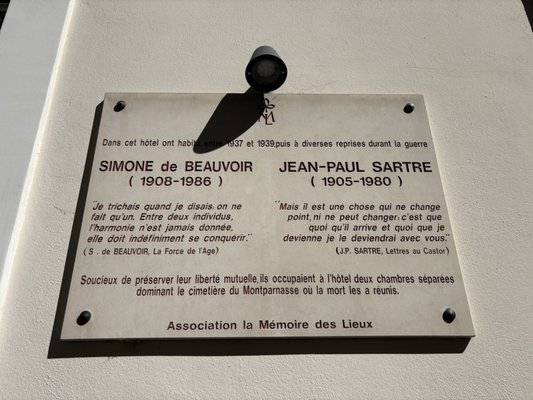 Dans cet hôtel ont habité, entre 1937 et 1939,puis à diverses reprises durant la guerre
SIMONE de BEAUVOIR
( 1908-1986 )
"Je trichais quand je disais: on ne
fait qu'un. Entre deux individus,
l'harmonie n'est jamais donnée,
elle doit indéfiniment se conquérir."
(S . de BEAUVOIR, La Force de l'Age)
JEAN-PAUL SARTRE
( 1905-1980 )
"Mais il est une chose qui ne change
point, ni ne peut changer: c'est que
quoi qu'il arrive et quoi que je
devienne je le deviendrai avec vous."
(J.P. SARTRE, Lettres au Castor)
Soucieux de préserver leur liberté mutuelle,ils occupaient à l'hôtel deux chambres séparées
dominant le cimetière du Montparnasse où la mort les a réunis.
Association la Mémoire des Lieux